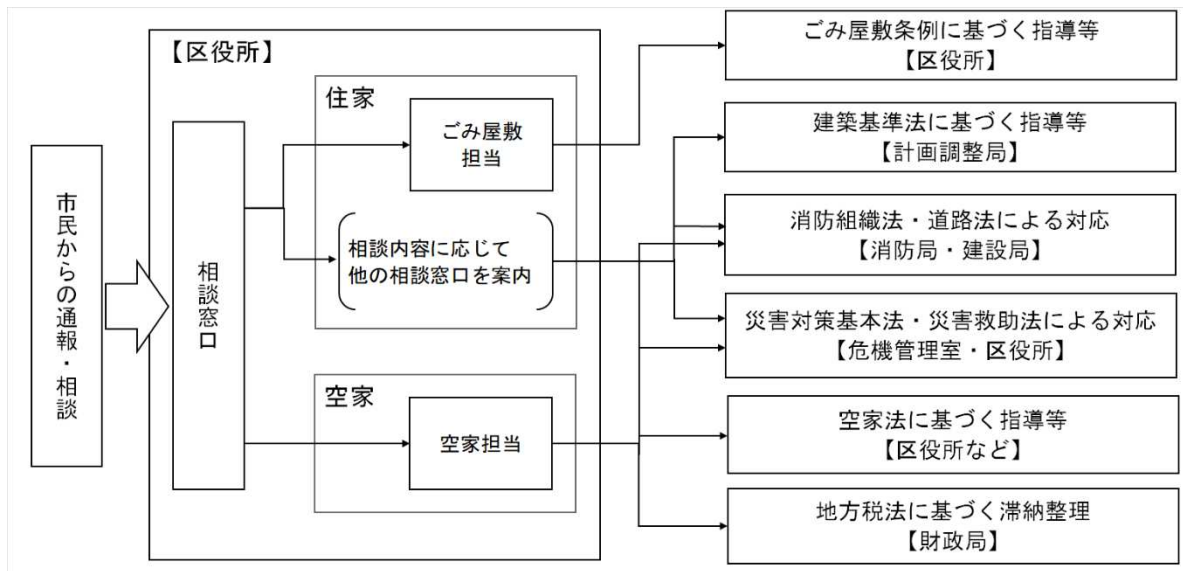 市民からの通報・相談
【区役所】
相談窓口
住家
ごみ屋敷
担当
相談内容に応じて
他の相談窓口を案内
空家
空家担当
ごみ屋敷条例に基づく指導等
【区役所】
建築基準法に基づく指導等
【計画調整局】
消防組織法・道路法による対応
【消防局・建設局】
災害対策基本法・災害救助法による対応
【危機管理室・区役所】
空家法に基づく指導等
【区役所など】
地方税法に基づく滞納整理
【財政局】